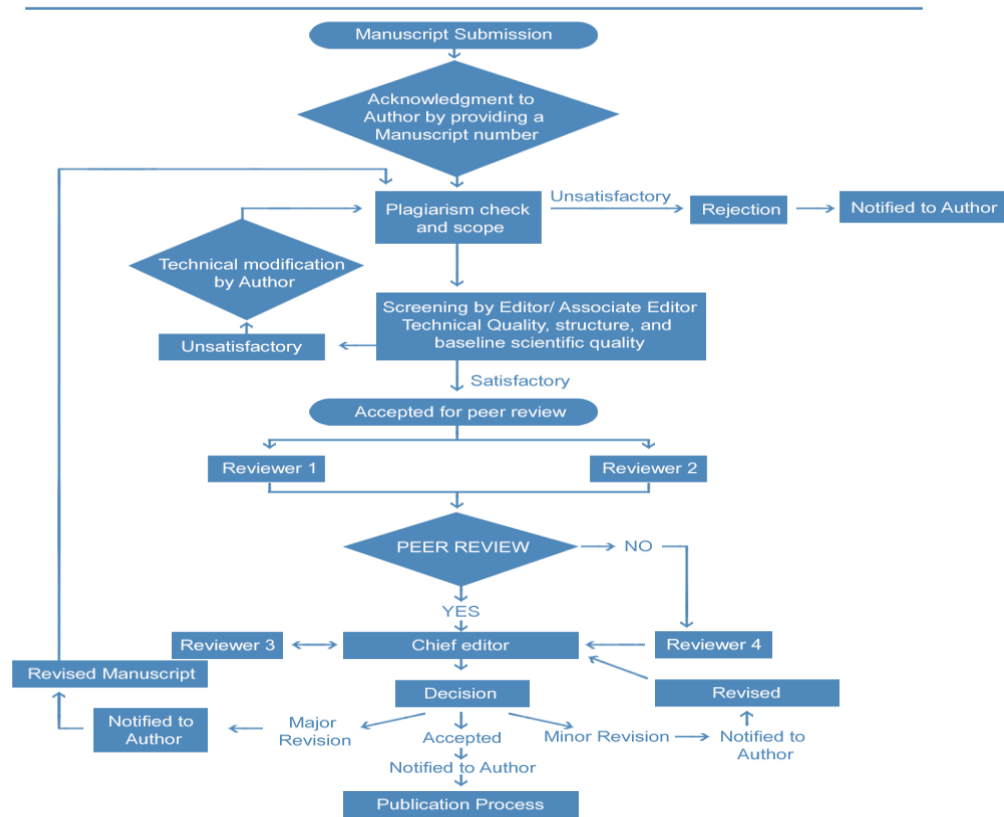 Manuscript Submission
Acknowledgment to
Author by providing a
Manuscript number
Plagiarism check
and scope
Unsatisfactory
Rejection
Notified to Author
Technical modification
by Author
Screening by Editor/ Associate Editor
Technical Quality, structure, and
baseline scientific quality
Unsatisfactory
Satisfactory
Accepted for peer review
Reviewer 1
Reviewer 2
PEER REVIEW
NO
YES
Reviewer 3
Chief editor
Reviewer 4
Revised Manuscript
Decision
Revised
Notified to
Author
Major
Revision
Accepted
Minor Revision
Notified to
Author
Notified to Author
Publication Process